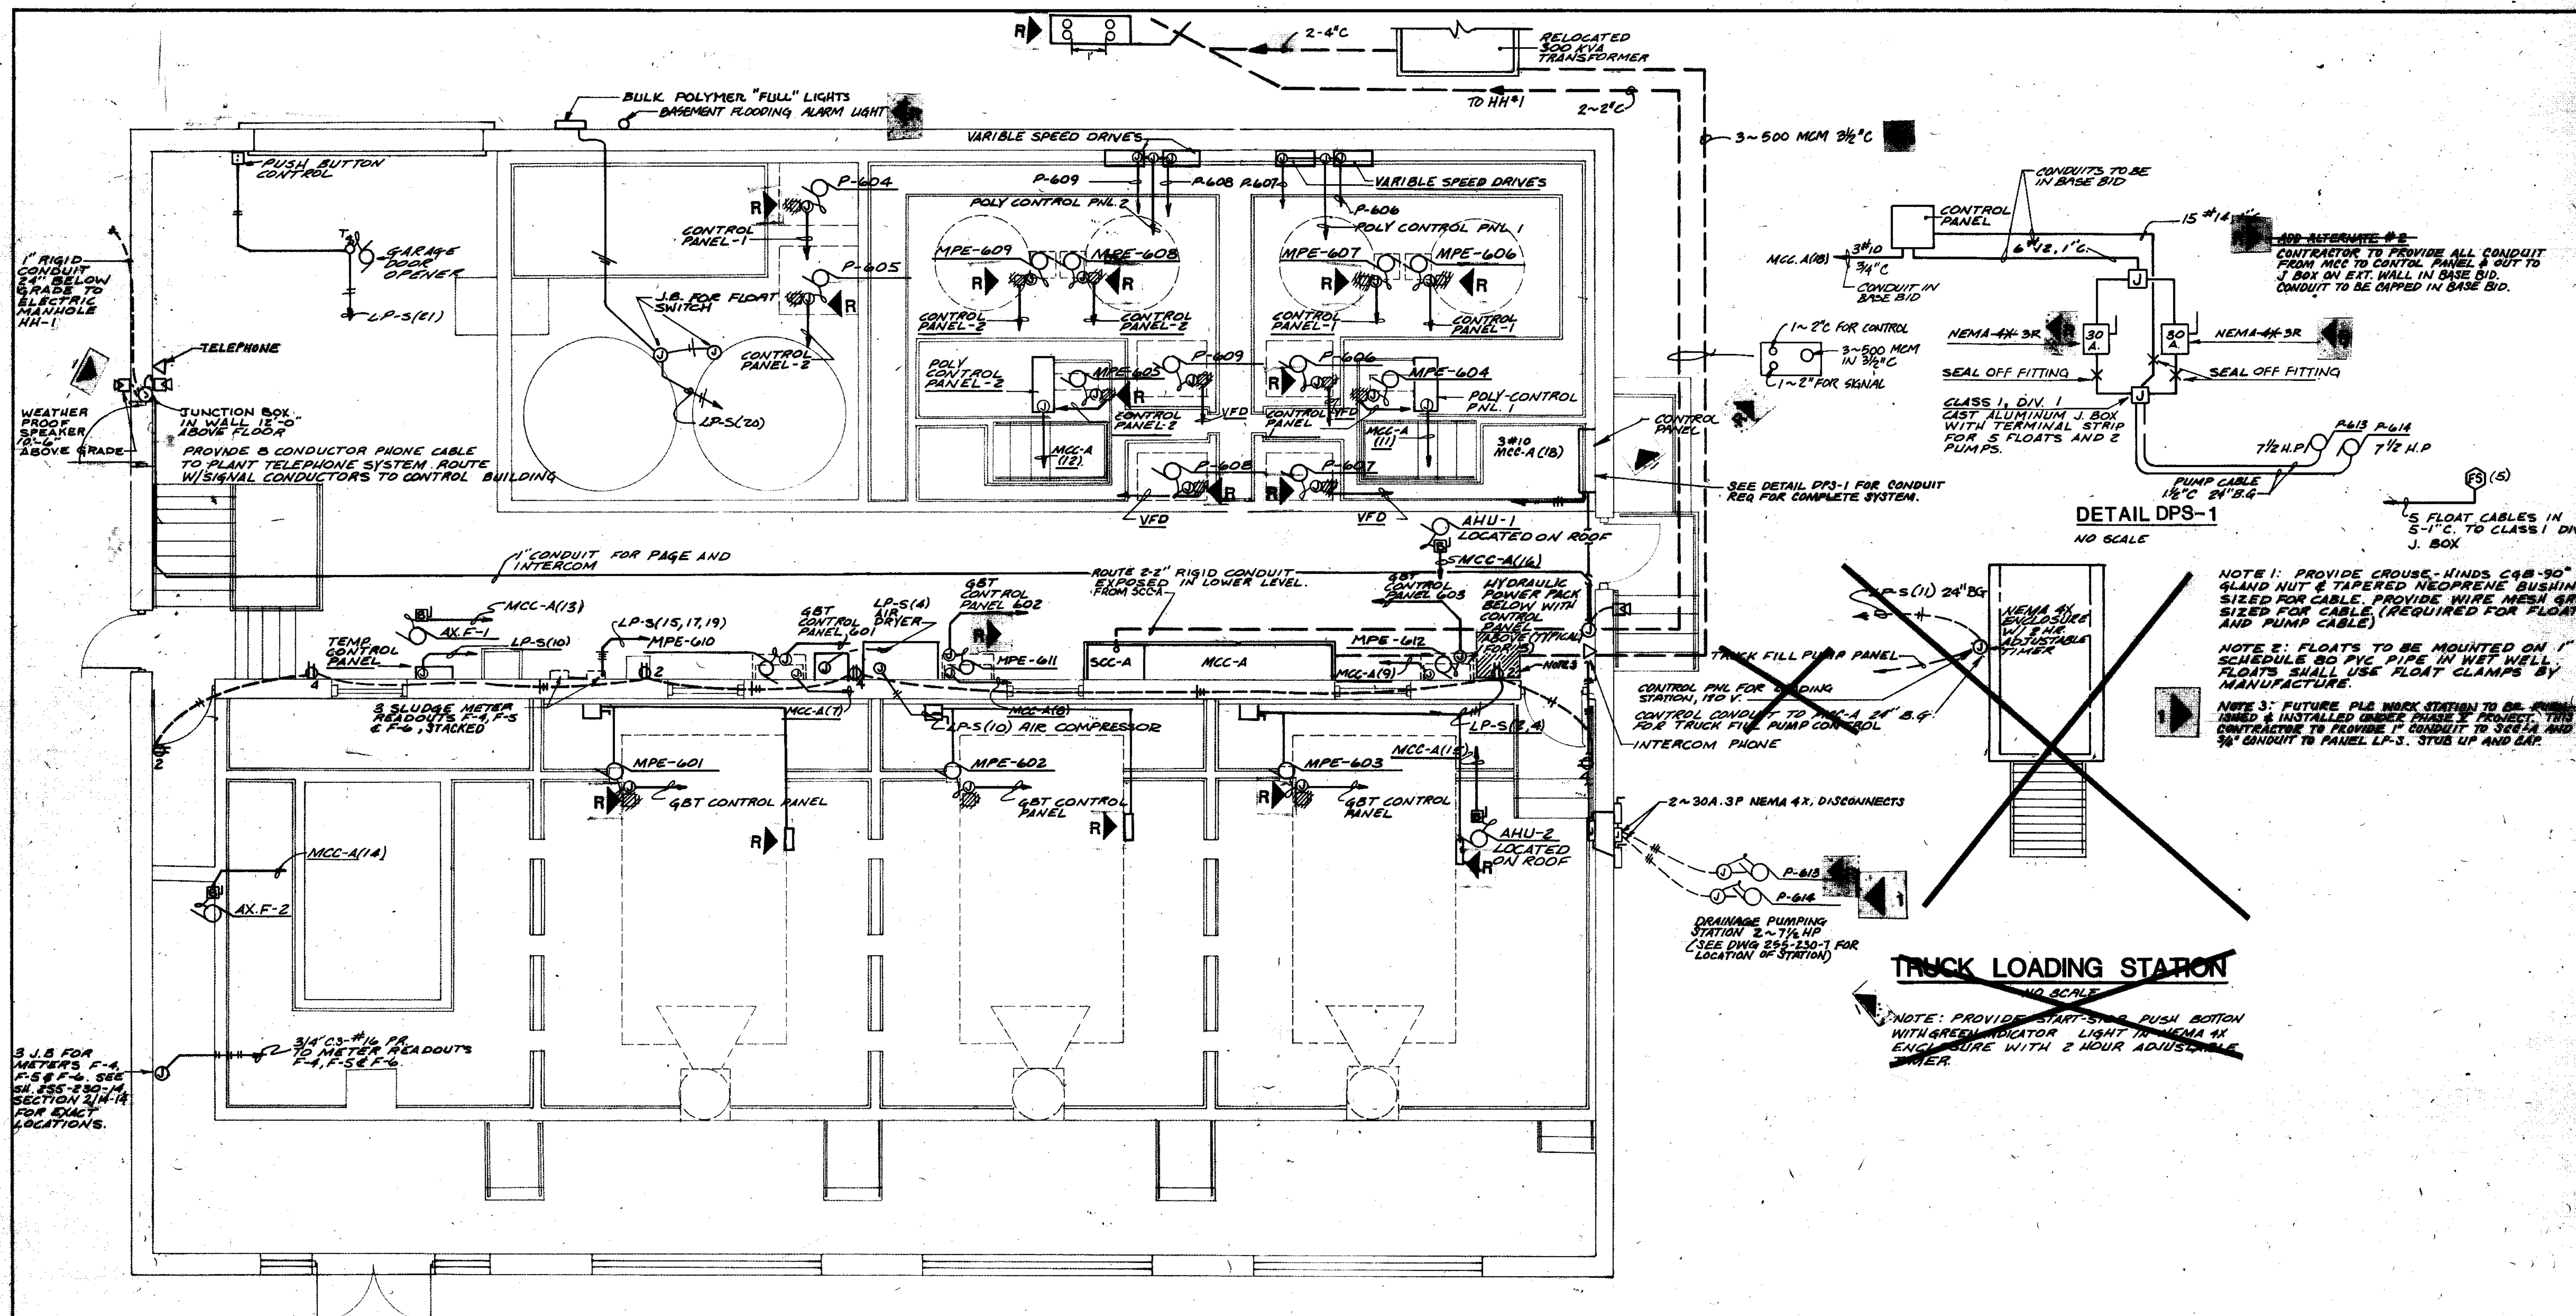 R
2-4"C
RELOCATED
300 KVA
TRANSFORMER
1'
TO HH#1
2~2"C
BULK POLYMER "FULL" LIGHTS
BASEMENT FLOODING ALARM LIGHT
3~500 MCM 3½"C
VARIBLE SPEED DRIVES
PUSH BUTTON
CONTROL
P-604
P-609
P-608
P-607
VARIBLE SPEED DRIVES
R
POLY CONTROL PNL. 2
P-606
POLY CONTROL PNL. 1
CONTROL
PANEL-1
GARAGE
DOOR
OPENER
MPE-609
MPE-608
MPE-607
MPE-606
P-605
R
R
R
R
R
1" RIGID
CONDUIT
24" BELOW
GRADE TO
ELECTRIC
MANHOLE
HH-1
LP-S(21)
J.B. FOR FLOAT
SWITCH
CONTROL
PANEL-2
CONTROL
PANEL-2
CONTROL
PANEL-2
CONTROL
PANEL-1
CONTROL
PANEL-1
TELEPHONE
POLY
CONTROL
PANEL-2
P-609
P-606
MPE-605
MPE-604
R
R
POLY-CONTROL
PNL. 1
WEATHER
PROOF
SPEAKER
10'-6"
ABOVE GRADE
JUNCTION BOX
IN WALL 12'-0"
ABOVE FLOOR
LP-S(20)
CONTROL
PANEL-2
VFD
CONTROL
PANEL
VFD
MCC-A
(12)
MCC-A
(11)
3#10
MCC-A(18)
CONTROL
PANEL
PROVIDE 8 CONDUCTOR PHONE CABLE
TO PLANT TELEPHONE SYSTEM. ROUTE
W/SIGNAL CONDUCTORS TO CONTROL BUILDING
P-608
P-607
R
R
VFD
VFD
SEE DETAIL DPS-1 FOR CONDUIT
REQ FOR COMPLETE SYSTEM.
AHU-1
LOCATED ON ROOF
MCC-A(16)
1" CONDUIT FOR PAGE AND
INTERCOM
ROUTE 2-2" RIGID CONDUIT
EXPOSED IN LOWER LEVEL.
FROM SCC-A
GBT
CONTROL
PANEL 602
GBT
CONTROL
PANEL 603
HYDRAULIC
POWER PACK
BELOW WITH
CONTROL
PANEL
ABOVE (TYPICAL
FOR 3)
MCC-A(13)
AX.F-1
TEMP.
CONTROL
PANEL
LP-S(10)
LP-S(15,17,19)
MPE-610
GBT
CONTROL
PANEL 601
LP-S(4)
AIR
DRYER
R
MPE-611
SCC-A
MCC-A
MPE-612
MCC-A(9)
NOTE 3
4
2
4
2
3 SLUDGE METER
READOUTS F-4, F-5
& F-6, STACKED
MCC-A(7)
MCC-A(8)
LP-S(10) AIR COMPRESSOR
LP-S(2,4)
INTERCOM PHONE
2
MCC-A(15)
MPE-601
MPE-602
MPE-603
R
R
GBT CONTROL PANEL
GBT CONTROL
PANEL
GBT CONTROL
PANEL
R
R
AHU-2
LOCATED
ON ROOF
R
2~30A.3P NEMA 4X, DISCONNECTS
MCC-A(14)
AX.F-2
P-613
P-614
1
DRAINAGE PUMPING
STATION 2~7½ HP
(SEE DWG 255-230-7 FOR
LOCATION OF STATION)
3/4" C3-#16 PR.
TO METER READOUTS
F-4, F-5 & F-6.
3 J.B FOR
METERS F-4,
F-5 & F-6. SEE
SH. 255-230-14,
SECTION 2/14-14
FOR EXACT
LOCATIONS.
CONDUITS TO BE
IN BASE BID
CONTROL
PANEL
15 #14
6#12, 1"C.
MCC.A(18)
3#10
3/4"C
CONDUIT IN
BASE BID
ADD ALTERNATE # 2
CONTRACTOR TO PROVIDE ALL CONDUIT
FROM MCC TO CONTOL PANEL & OUT TO
J BOX ON EXT. WALL IN BASE BID.
CONDUIT TO BE CAPPED IN BASE BID.
J
1~2"C FOR CONTROL
3~500 MCM
IN 3½"C
1~2" FOR SIGNAL
NEMA 4X 3R
30
A.
30
A.
NEMA 4X 3R
SEAL OFF FITTING
SEAL OFF FITTING
J
CLASS 1, DIV. 1
CAST ALUMINUM J. BOX
WITH TERMINAL STRIP
FOR 5 FLOATS AND 2
PUMPS.
P-613
P-614
7½ H.P
7½ H.P
PUMP CABLE
1½"C 24" B.G
FS (5)
5 FLOAT CABLES IN
5-1"C. TO CLASS 1 DIV
J. BOX
DETAIL DPS-1
NO SCALE
LP-S(11) 24"BG
NEMA 4X
ENCLOSURE
W/ 2 HR.
ADJUSTABLE
TIMER
TRUCK FILL PUMP PANEL
CONTROL PNL FOR LOADING
STATION, 120 V.
CONTROL CONDUIT TO MCC-A 24" B.G.
FOR TRUCK FILL PUMP CONTROL
NOTE 1: PROVIDE CROUSE-HINDS CGB-90°
GLAND NUT & TAPERED NEOPRENE BUSHIN
SIZED FOR CABLE. PROVIDE WIRE MESH GR
SIZED FOR CABLE (REQUIRED FOR FLOAT
AND PUMP CABLE)
NOTE 2: FLOATS TO BE MOUNTED ON 1"
SCHEDULE 80 PVC PIPE IN WET WELL,
FLOATS SHALL USE FLOAT CLAMPS BY
MANUFACTURE.
1
NOTE 3: FUTURE PLC WORK STATION TO BE
& INSTALLED UNDER PHASE PROJECT. THIS
CONTRACTOR TO PROVIDE 1" CONDUIT TO SCC-A AND
3/4" CONDUIT TO PANEL LP-S. STUB UP AND CAP.
TRUCK LOADING STATION
NO SCALE
NOTE: PROVIDE START-STOP PUSH BOTTON
WITH GREEN INDICATOR LIGHT IN NEMA 4X
ENCLOSURE WITH 2 HOUR ADJUSTABLE
TIMER.